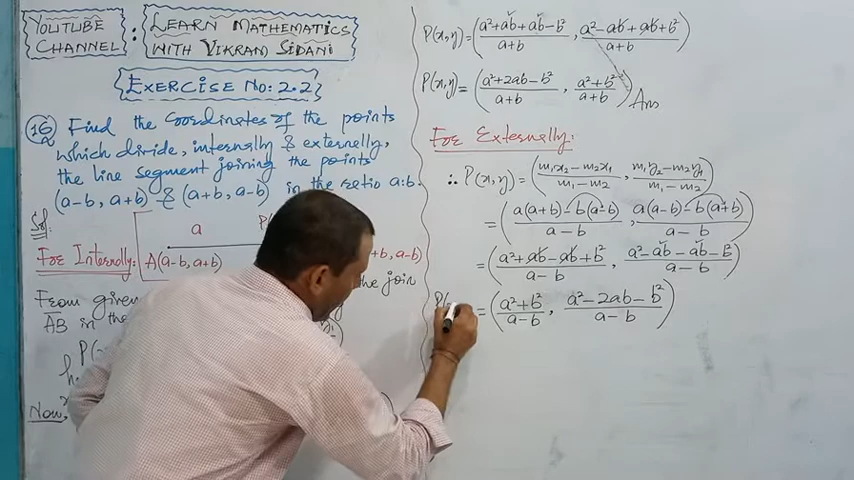 YOUTUBE CHANNEL : LEARN MATHEMATICS WITH VIKRAM SIDANI
EXERCISE NO: 2.2
16 Find the coordinates of the points
which divide, internally & externally,
the line segment joining the points
(a-b, a+b) & (a+b, a-b) in the ratio a:b.
Sol
For Internally:
a
A(a-b, a+b)
+b, a-b)
From given
the join
AB in the
Now,
P(x,y) = ((a²+ab+ab-b²)/(a+b), (a²-ab+ab+b²)/(a+b))
P(x,y) = ((a²+2ab-b²)/(a+b), (a²+b²)/(a+b)) Ans
For Externally:
∴ P(x,y) = ((m₁x₂-m₂x₁)/(m₁-m₂), (m₁y₂-m₂y₁)/(m₁-m₂))
= ((a(a+b)-b(a-b))/(a-b), (a(a-b)-b(a+b))/(a-b))
= ((a²+ab-ab+b²)/(a-b), (a²-ab-ab-b²)/(a-b))
P( = ((a²+b²)/(a-b), (a²-2ab-b²)/(a-b))